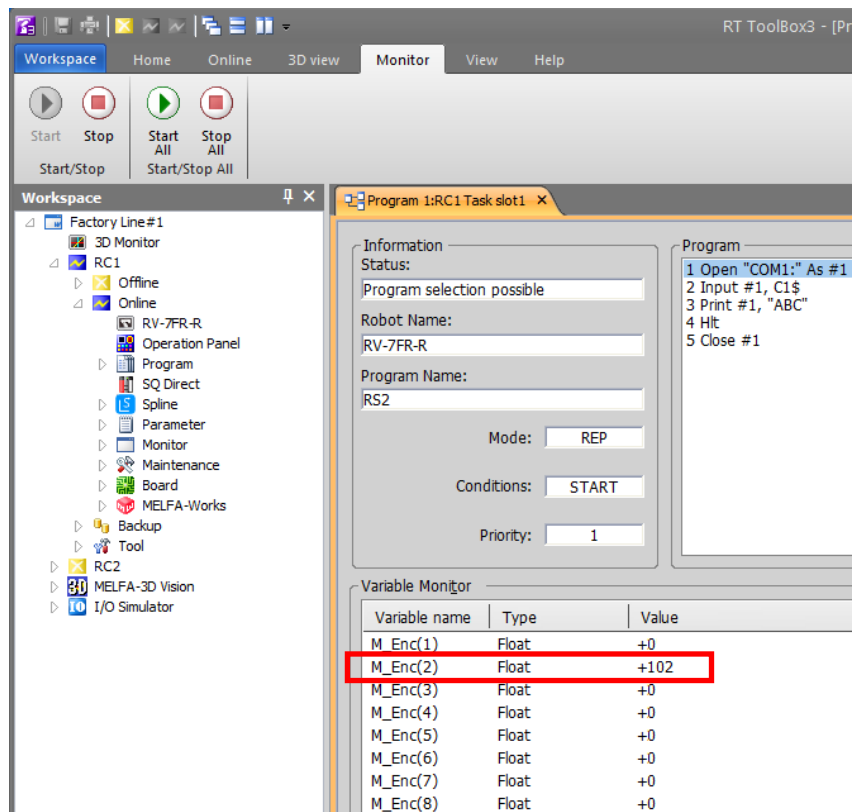 RT ToolBox3 - [Pr
Workspace Home Online 3D view Monitor View Help
Start Stop Start All Stop All
Start/Stop Start/Stop All
Workspace
Factory Line#1
3D Monitor
RC1
Offline
Online
RV-7FR-R
Operation Panel
Program
SQ Direct
Spline
Parameter
Monitor
Maintenance
Board
MELFA-Works
Backup
Tool
RC2
MELFA-3D Vision
I/O Simulator
Program 1:RC1 Task slot1
Information
Status:
Program selection possible
Robot Name:
RV-7FR-R
Program Name:
RS2
Mode: REP
Conditions: START
Priority: 1
Program
1 Open "COM1:" As #1
2 Input #1, C1$
3 Print #1, "ABC"
4 Hlt
5 Close #1
Variable Monitor
Variable name Type Value
M_Enc(1) Float +0
M_Enc(2) Float +102
M_Enc(3) Float +0
M_Enc(4) Float +0
M_Enc(5) Float +0
M_Enc(6) Float +0
M_Enc(7) Float +0
M_Enc(8) Float +0